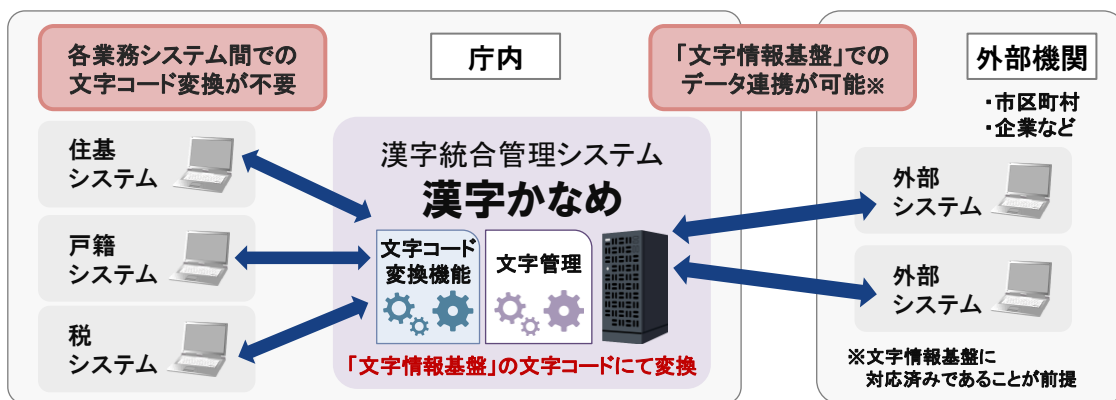 各業務システム間での
文字コード変換が不要
庁内
「文字情報基盤」での
データ連携が可能※
外部機関
・市区町村
・企業など
住基
システム
戸籍
システム
税
システム
漢字統合管理システム
漢字かなめ
文字コード
変換機能
文字管理
「文字情報基盤」の文字コードにて変換
外部
システム
外部
システム
※文字情報基盤に
対応済みであることが前提